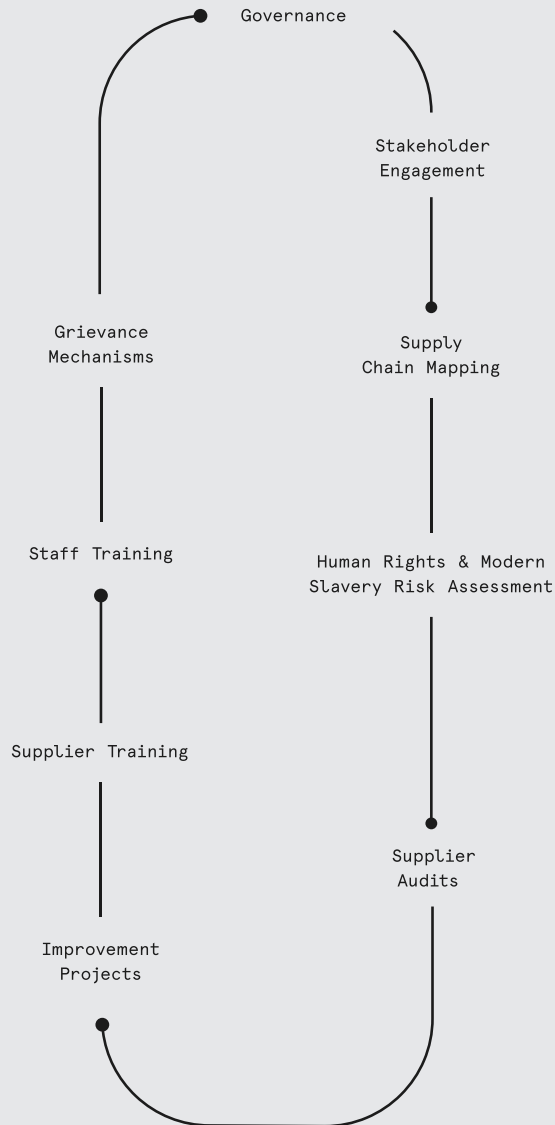 Governance
Stakeholder
Engagement
Supply
Chain Mapping
Human Rights & Modern
Slavery Risk Assessment
Supplier
Audits
Improvement
Projects
Supplier Training
Staff Training
Grievance
Mechanisms